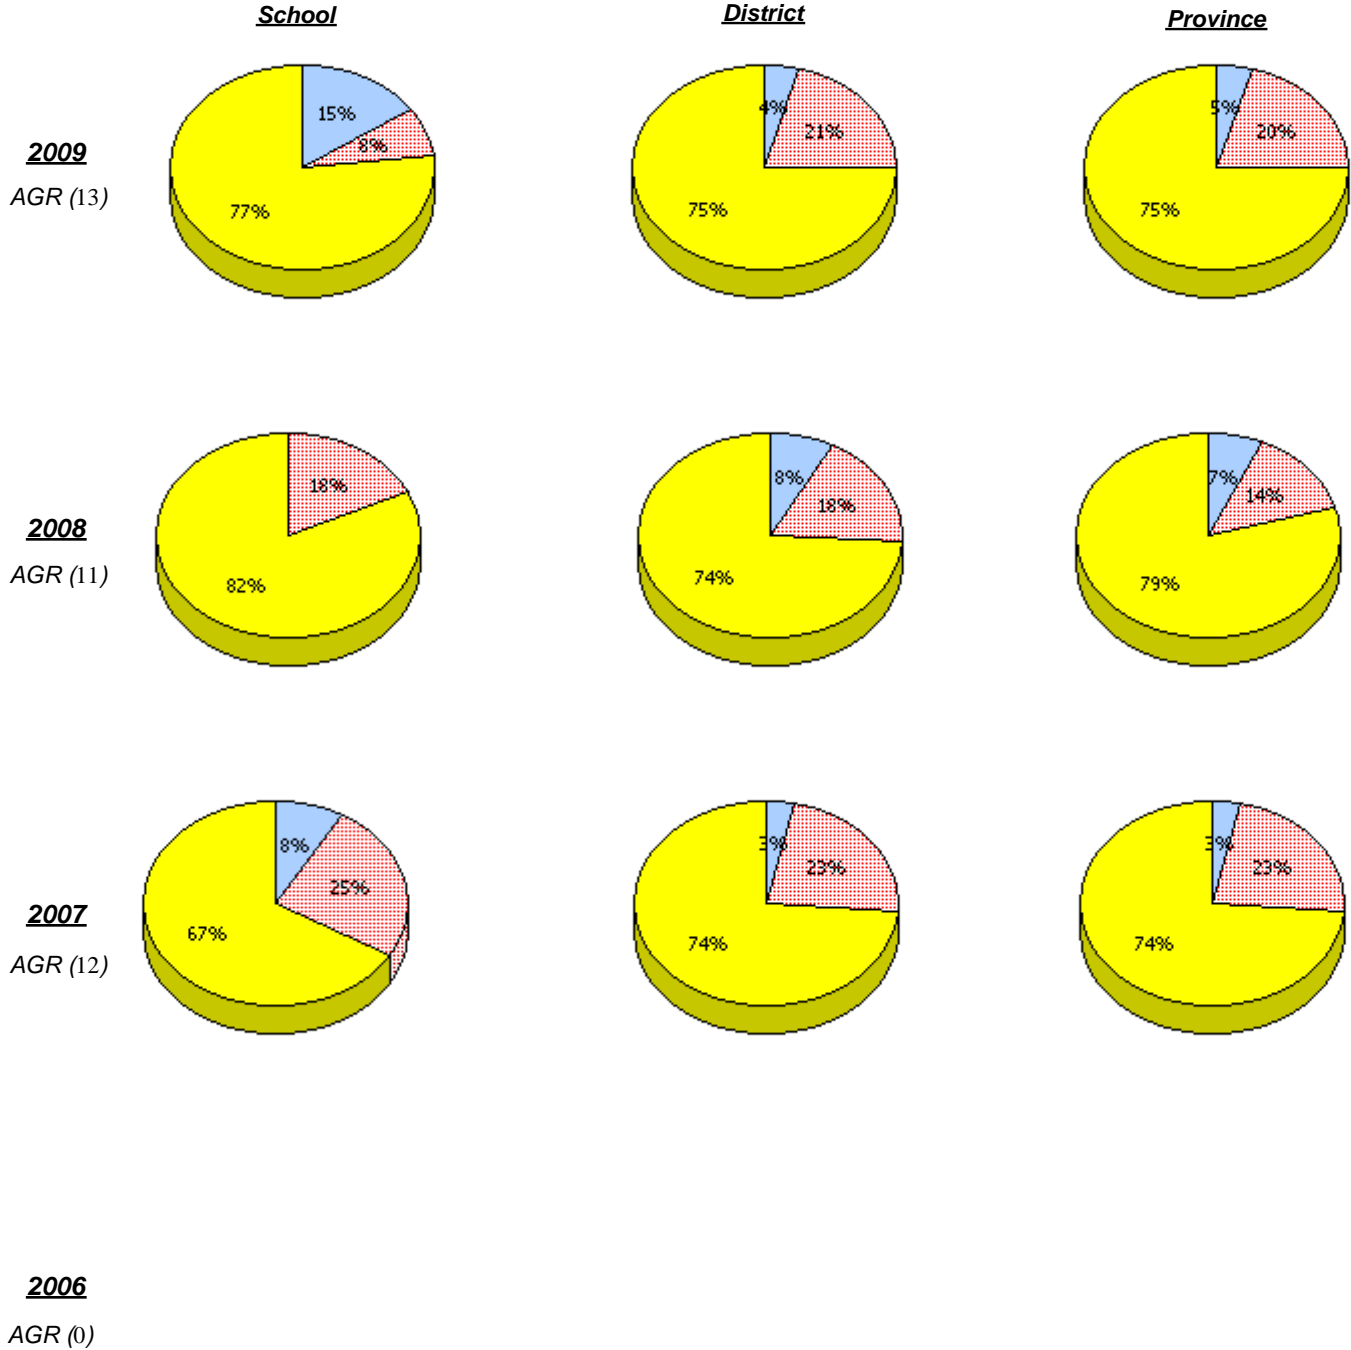 School District Province
15% 8% 77%
4% 21% 75%
5% 20% 75%
2009
AGR (13)
18% 82%
8% 18% 74%
7% 14% 79%
2008
AGR (11)
8% 25% 67%
3% 23% 74%
3% 23% 74%
2007
AGR (12)
2006
AGR (0)